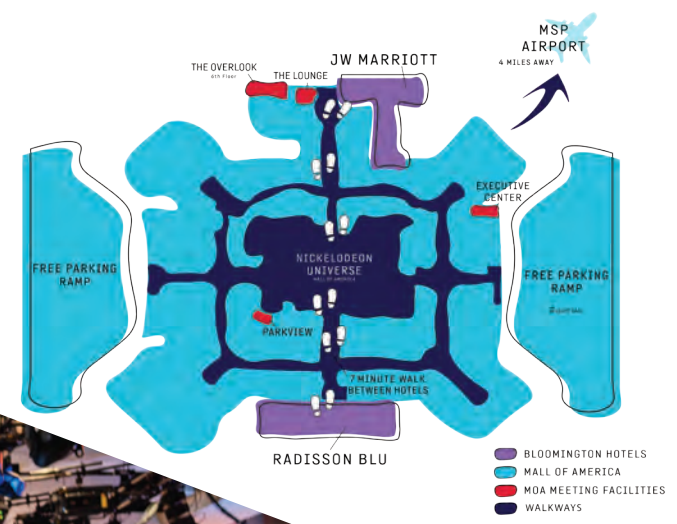 MSP
AIRPORT
4 MILES AWAY
JW MARRIOTT
THE OVERLOOK
6th Floor
THE LOUNGE
EXECUTIVE
CENTER
NICKELODEON
UNIVERSE
MALL OF AMERICA
FREE PARKING
RAMP
FREE PARKING
RAMP
PARKVIEW
7 MINUTE WALK
BETWEEN HOTELS
RADISSON BLU
BLOOMINGTON HOTELS
MALL OF AMERICA
MOA MEETING FACILITIES
WALKWAYS